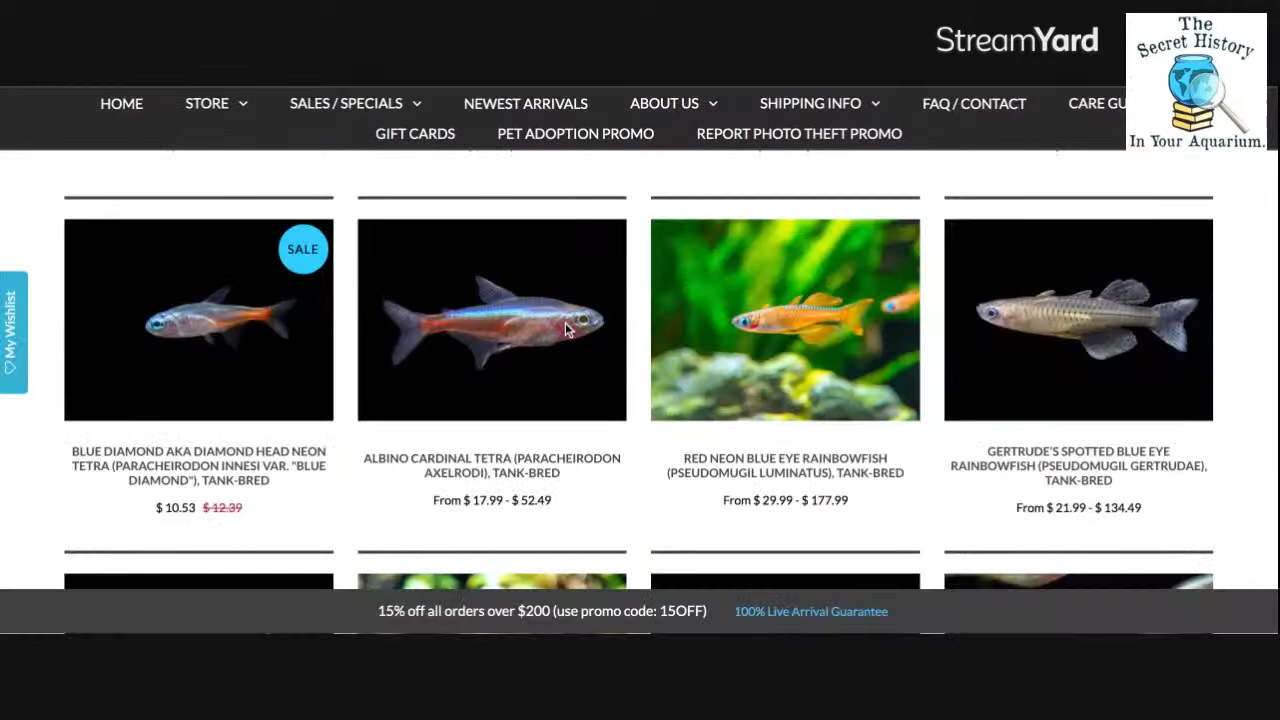 StreamYard
The
Secret History
In Your Aquarium.
HOME
STORE
SALES / SPECIALS
NEWEST ARRIVALS
ABOUT US
SHIPPING INFO
FAQ / CONTACT
CARE GU
GIFT CARDS
PET ADOPTION PROMO
REPORT PHOTO THEFT PROMO
My Wishlist
SALE
BLUE DIAMOND AKA DIAMOND HEAD NEON
TETRA (PARACHEIRODON INNESI VAR. "BLUE
DIAMOND"), TANK-BRED
$ 10.53 $ 12.39
ALBINO CARDINAL TETRA (PARACHEIRODON
AXELRODI), TANK-BRED
From $ 17.99 - $ 52.49
RED NEON BLUE EYE RAINBOWFISH
(PSEUDOMUGIL LUMINATUS), TANK-BRED
From $ 29.99 - $ 177.99
GERTRUDE'S SPOTTED BLUE EYE
RAINBOWFISH (PSEUDOMUGIL GERTRUDAE),
TANK-BRED
From $ 21.99 - $ 134.49
15% off all orders over $200 (use promo code: 15OFF)
100% Live Arrival Guarantee